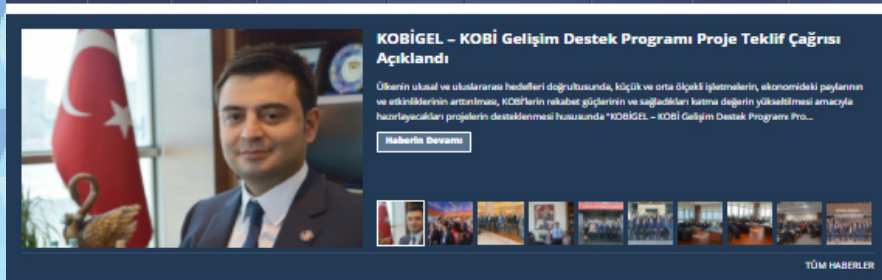 KOBİGEL – KOBİ Gelişim Destek Programı Proje Teklif Çağrısı
Açıklandı
Ülkenin ulusal ve uluslararası hedefleri doğrultusunda, küçük ve orta ölçekli işletmelerin, ekonomideki paylarının
ve etkinliklerinin arttırılması, KOBİ'lerin rekabet güçlerinin ve sağladıkları katma değerin yükseltilmesi amacıyla
hazırlayacakları projelerin desteklenmesi hususunda "KOBİGEL – KOBİ Gelişim Destek Programı Pro...
Haberin Devamı
TÜM HABERLER